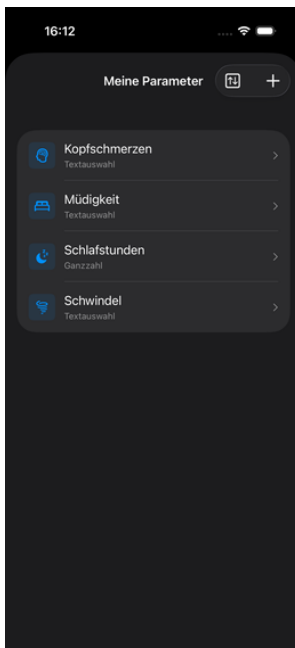 16:12
Meine Parameter
Kopfschmerzen
Textauswahl
Müdigkeit
Textauswahl
Schlafstunden
Ganzzahl
Schwindel
Textauswahl